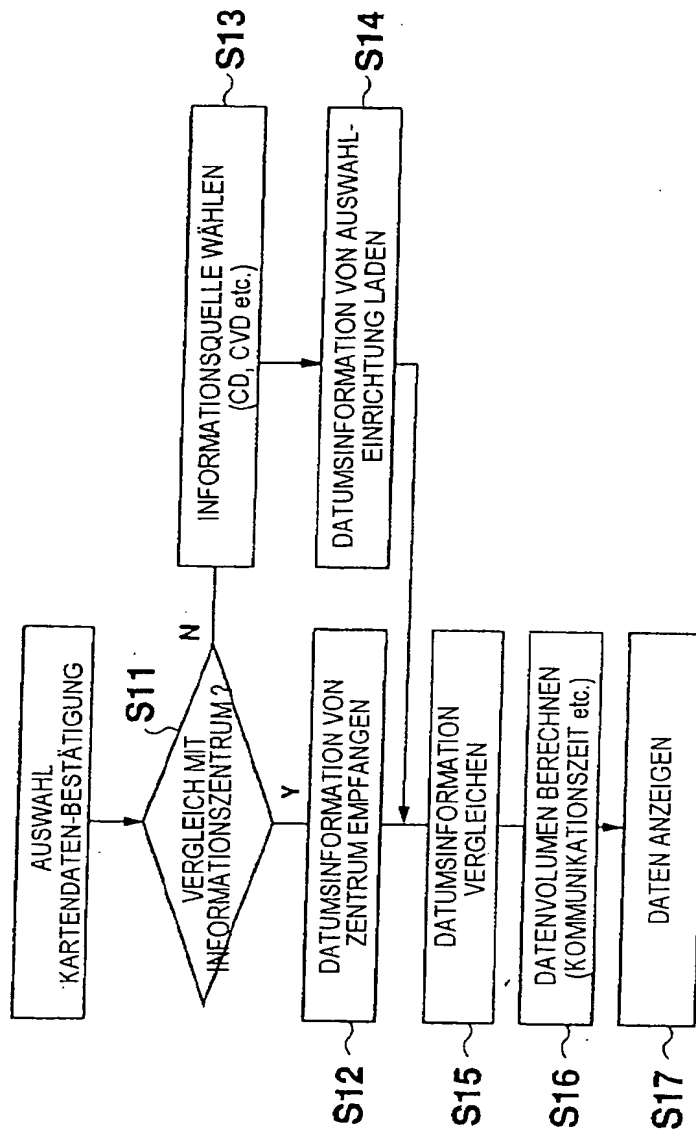 AUSWAHL
KARTENDATEN-BESTÄTIGUNG
S11
VERGLEICH MIT
INFORMATIONSZENTRUM ?
N
Y
INFORMATIONSQUELLE WÄHLEN
(CD, CVD etc.)
S13
DATUMSINFORMATION VON AUSWAHL-
EINRICHTUNG LADEN
S14
S12
DATUMSINFORMATION VON
ZENTRUM EMPFANGEN
S15
DATUMSINFORMATION
VERGLEICHEN
S16
DATENVOLUMEN BERECHNEN
(KOMMUNIKATIONSZEIT etc.)
S17
DATEN ANZEIGEN